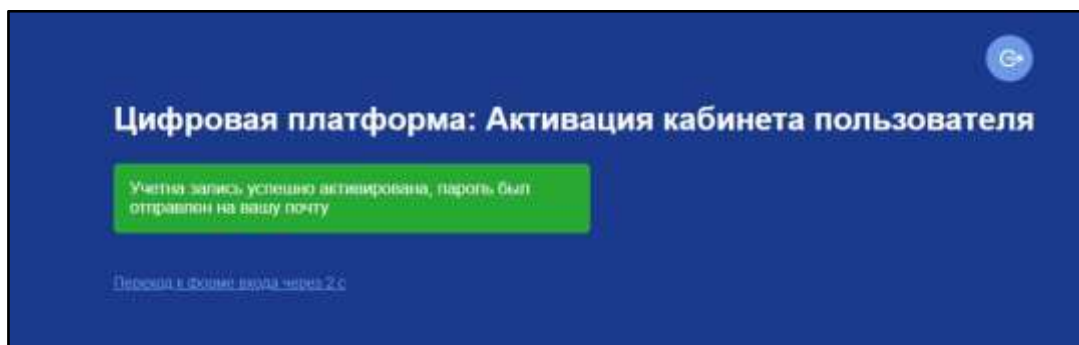 Цифровая платформа: Активация кабинета пользователя
Учетна запись успешно активирована, пароль был
отправлен на вашу почту
Переход к форме входа через 2 с